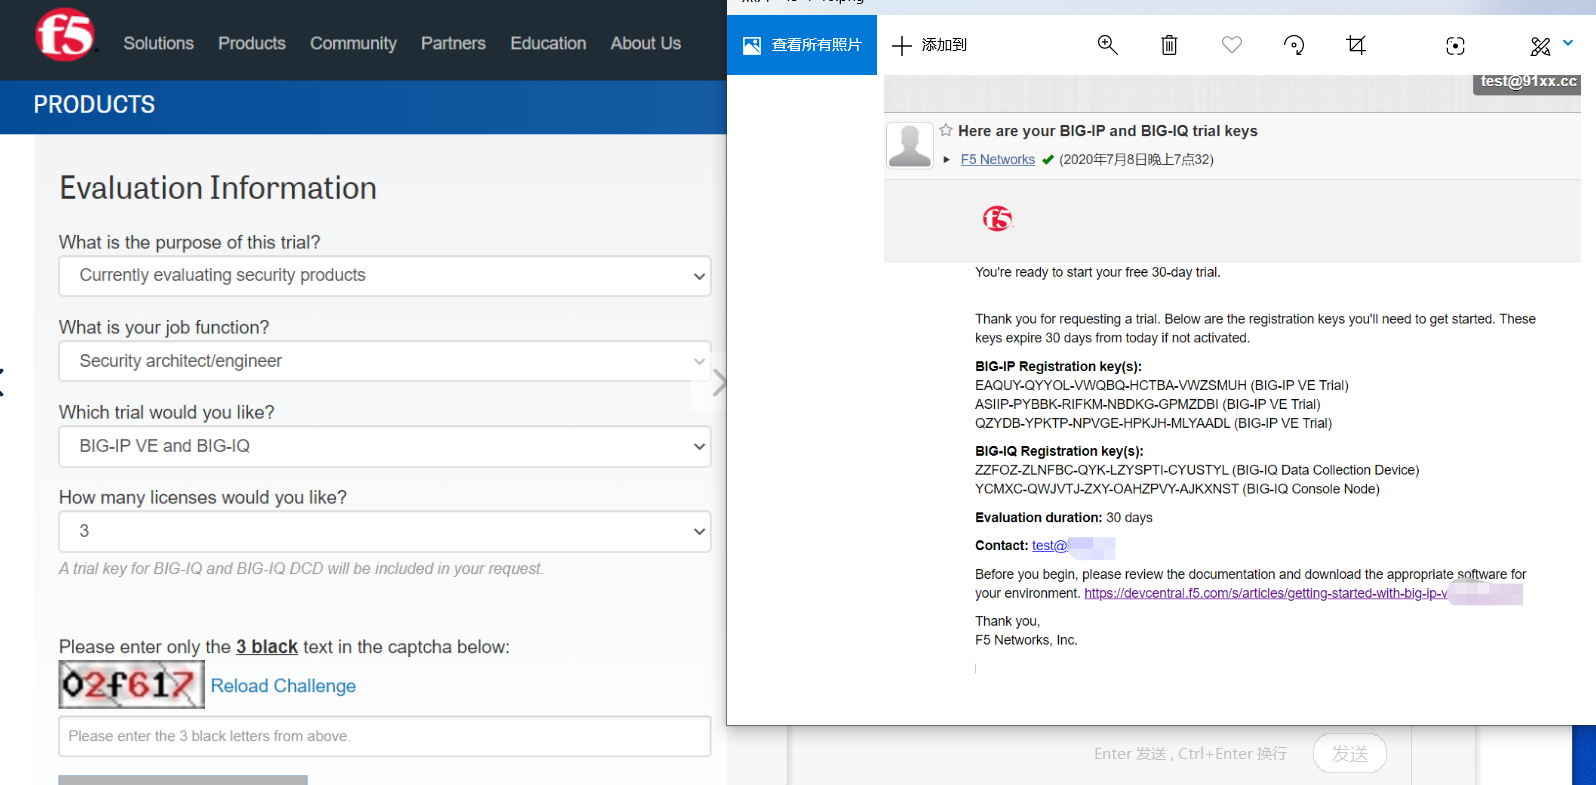 f5
Solutions Products Community Partners Education About Us
PRODUCTS
Evaluation Information
What is the purpose of this trial?
Currently evaluating security products
What is your job function?
Security architect/engineer
Which trial would you like?
BIG-IP VE and BIG-IQ
How many licenses would you like?
3
A trial key for BIG-IQ and BIG-IQ DCD will be included in your request.
Please enter only the 3 black text in the captcha below:
02f617 Reload Challenge
Please enter the 3 black letters from above.
查看所有照片 添加到
test@91xx.cc
Here are your BIG-IP and BIG-IQ trial keys
F5 Networks (2020年7月8日晚上7点32)
f5
You're ready to start your free 30-day trial.
Thank you for requesting a trial. Below are the registration keys you'll need to get started. These
keys expire 30 days from today if not activated.
BIG-IP Registration key(s):
EAQUY-QYYOL-VWQBQ-HCTBA-VWZSMUH (BIG-IP VE Trial)
ASIIP-PYBBK-RIFKM-NBDKG-GPMZDBI (BIG-IP VE Trial)
QZYDB-YPKTP-NPVGE-HPKJH-MLYAADL (BIG-IP VE Trial)
BIG-IQ Registration key(s):
ZZFOZ-ZLNFBC-QYK-LZYSPTI-CYUSTYL (BIG-IQ Data Collection Device)
YCMXC-QWJVTJ-ZXY-OAHZPVY-AJKXNST (BIG-IQ Console Node)
Evaluation duration: 30 days
Contact: test@
Before you begin, please review the documentation and download the appropriate software for
your environment. https://devcentral.f5.com/s/articles/getting-started-with-big-ip-v
Thank you,
F5 Networks, Inc.
Enter 发送 , Ctrl+Enter 换行 发送